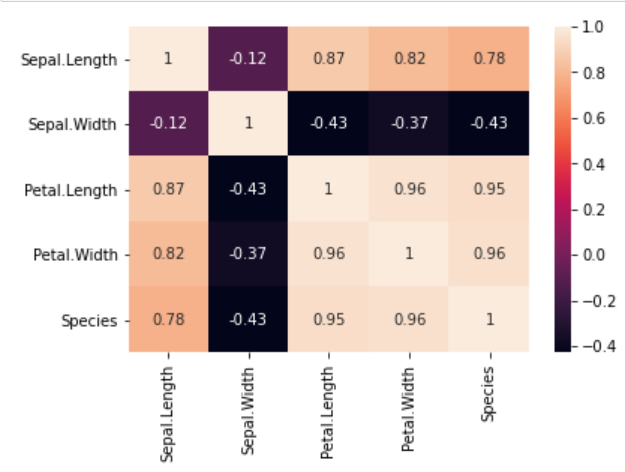 Sepal.Length 1 -0.12 0.87 0.82 0.78
Sepal.Width -0.12 1 -0.43 -0.37 -0.43
Petal.Length 0.87 -0.43 1 0.96 0.95
Petal.Width 0.82 -0.37 0.96 1 0.96
Species 0.78 -0.43 0.95 0.96 1
Sepal.Length
Sepal.Width
Petal.Length
Petal.Width
Species
1.0
0.8
0.6
0.4
0.2
0.0
−0.2
−0.4